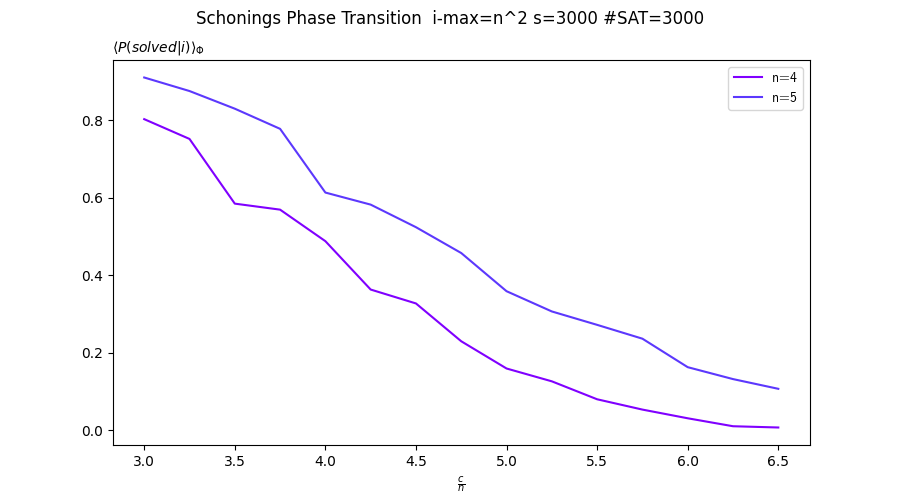 Schonings Phase Transition  i-max=n^2 s=3000 #SAT=3000
⟨P(solved|i)⟩Φ
n=4
n=5
0.8
0.6
0.4
0.2
0.0
3.0 3.5 4.0 4.5 5.0 5.5 6.0 6.5
c/n